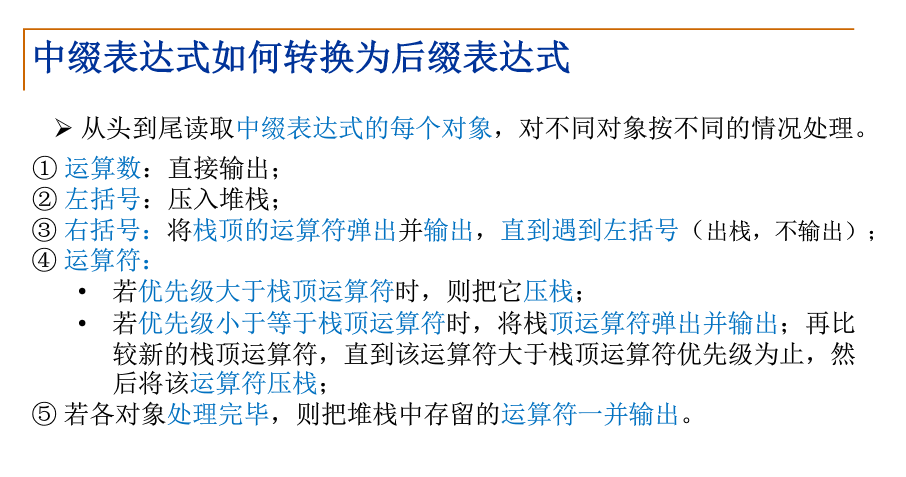 中缀表达式如何转换为后缀表达式
➢ 从头到尾读取中缀表达式的每个对象，对不同对象按不同的情况处理。
① 运算数：直接输出；
② 左括号：压入堆栈；
③ 右括号：将栈顶的运算符弹出并输出，直到遇到左括号（出栈，不输出）；
④ 运算符：
• 若优先级大于栈顶运算符时，则把它压栈；
• 若优先级小于等于栈顶运算符时，将栈顶运算符弹出并输出；再比
较新的栈顶运算符，直到该运算符大于栈顶运算符优先级为止，然
后将该运算符压栈；
⑤ 若各对象处理完毕，则把堆栈中存留的运算符一并输出。